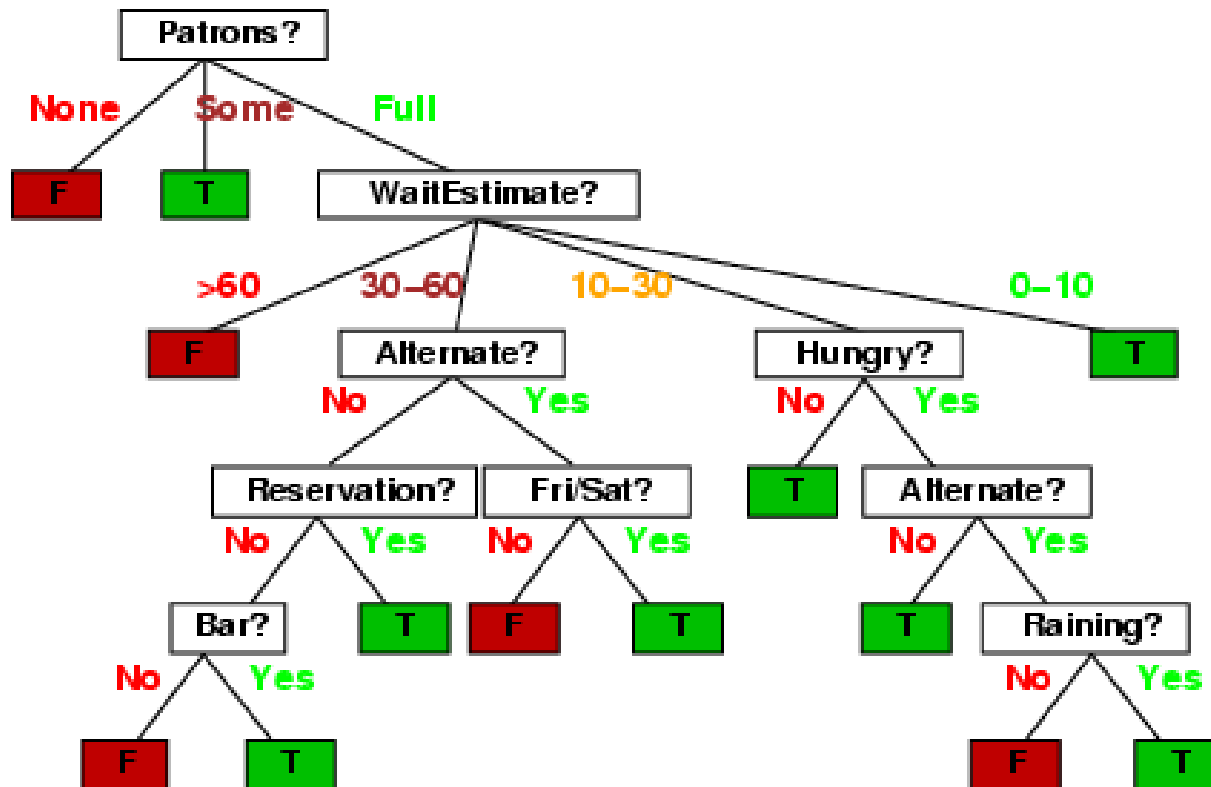 Patrons?
None Some Full
F T WaitEstimate?
>60 30–60 10–30 0–10
F Alternate? Hungry? T
No Yes No Yes
Reservation? Fri/Sat? T Alternate?
No Yes No Yes No Yes
Bar? T F T T Raining?
No Yes No Yes
F T F T